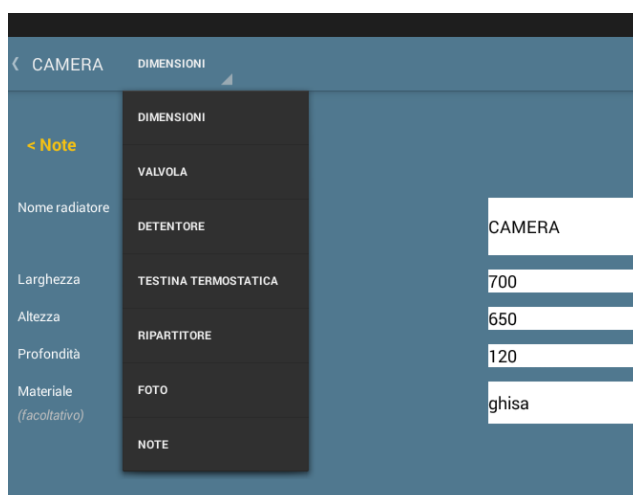 CAMERA DIMENSIONI
DIMENSIONI
< Note
VALVOLA
Nome radiatore
DETENTORE
CAMERA
Larghezza
TESTINA TERMOSTATICA
700
Altezza
650
RIPARTITORE
Profondità
120
Materiale
FOTO
ghisa
(facoltativo)
NOTE